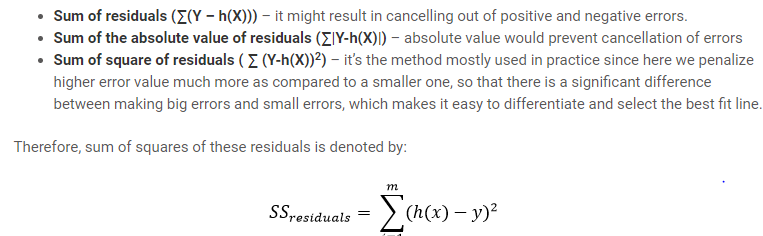 • Sum of residuals (∑(Y – h(X))) – it might result in cancelling out of positive and negative errors.
• Sum of the absolute value of residuals (∑|Y-h(X)|) – absolute value would prevent cancellation of errors
• Sum of square of residuals ( ∑ (Y-h(X))²) – it's the method mostly used in practice since here we penalize
higher error value much more as compared to a smaller one, so that there is a significant difference
between making big errors and small errors, which makes it easy to differentiate and select the best fit line.
Therefore, sum of squares of these residuals is denoted by:
m
SSresiduals = ∑(h(x) – y)²